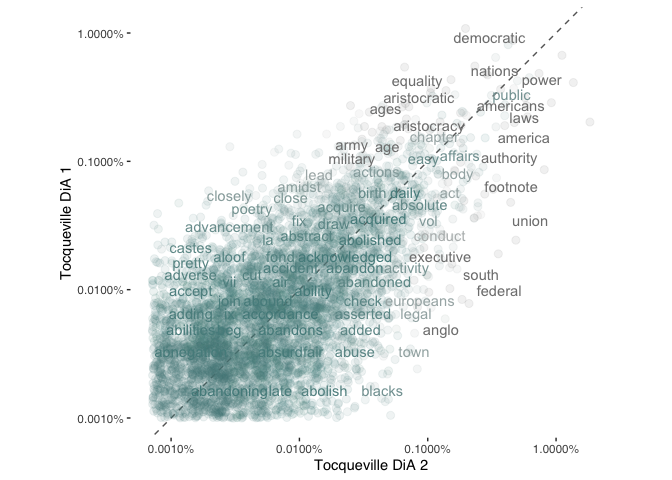 1.0000%
democratic
nations
equality
power
aristocratic
public
ages
americans
laws
aristocracy
chapter
america
army
age
0.1000%
military
easy
affairs
authority
lead
actions
body
amidst
footnote
closely
close
birth
daily
act
poetry
acquire
absolute
advancement
fix
draw
acquired
vol
union
la
abstract
abolished
conduct
castes
aloof
fond
acknowledged
executive
pretty
accident
abandon
activity
adverse
cut
south
vii
air
abandoned
0.0100%
accept
ability
federal
join
abound
check
europeans
adding
ix
accordance
asserted
legal
abilities
beg
abandons
added
anglo
absurd
fair
abuse
town
abandoning
late
abolish
blacks
0.0010%
0.0010%
0.0100%
0.1000%
1.0000%
Tocqueville DiA 2
Tocqueville DiA 1